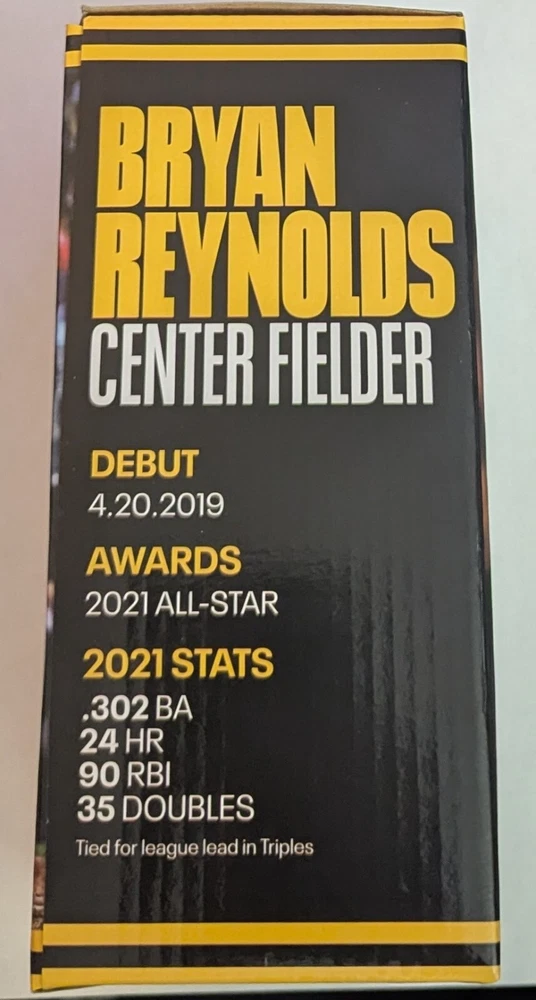 BRYAN
REYNOLDS
CENTER FIELDER
DEBUT
4.20.2019
AWARDS
2021 ALL-STAR
2021 STATS
.302 BA
24 HR
90 RBI
35 DOUBLES
Tied for league lead in Triples